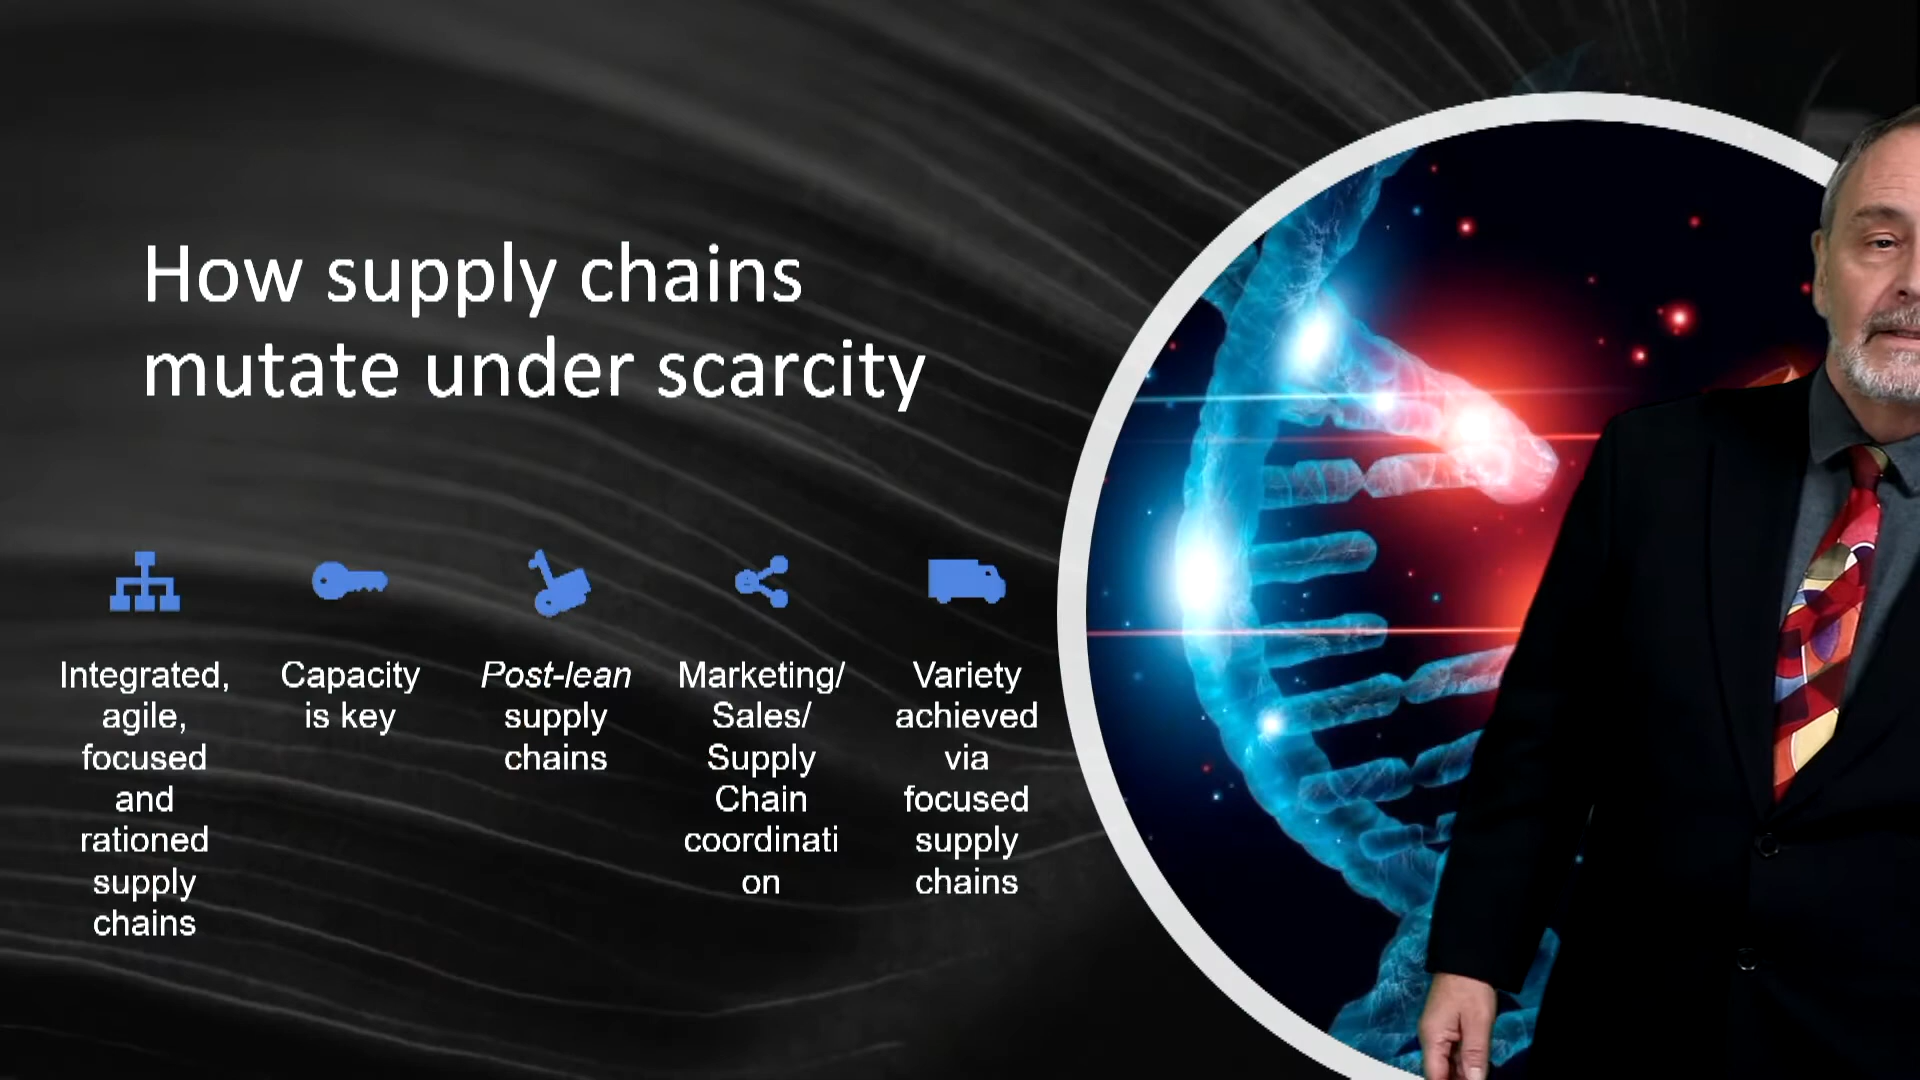 How supply chains
mutate under scarcity
Integrated,
agile,
focused
and
rationed
supply
chains
Capacity
is key
Post-lean
supply
chains
Marketing/
Sales/
Supply
Chain
coordinati
on
Variety
achieved
via
focused
supply
chains